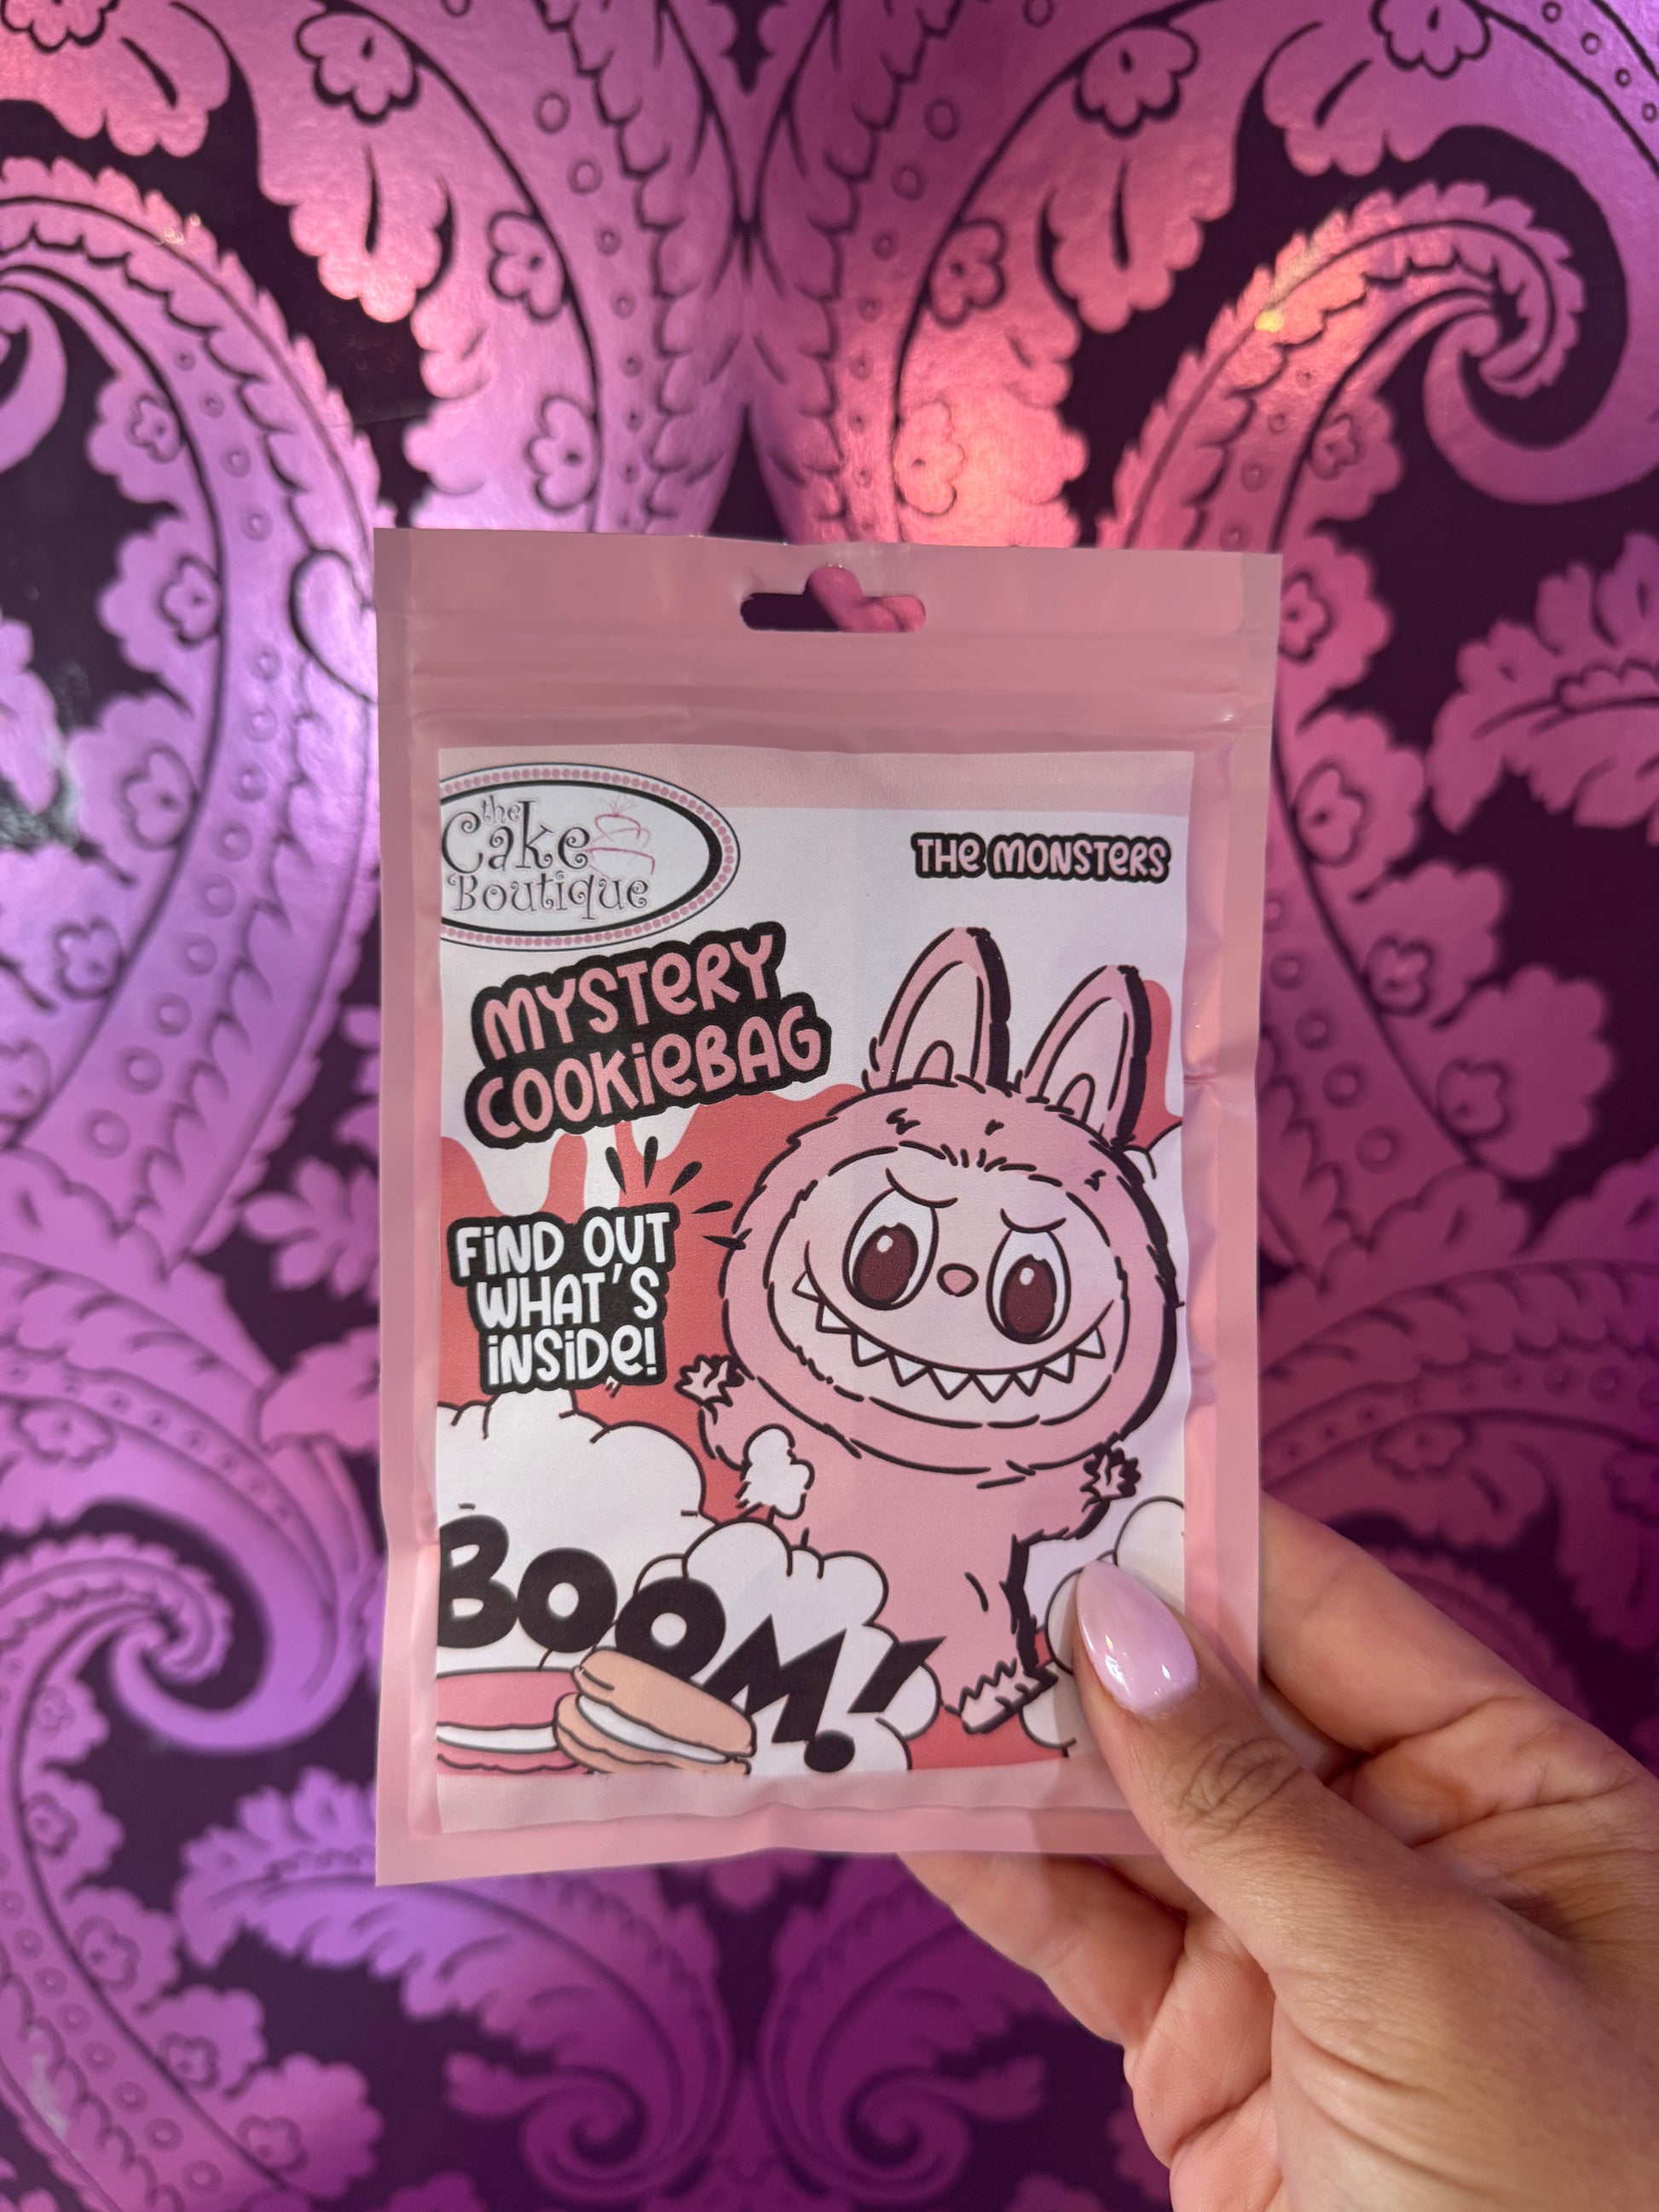 the
Cake
Boutique
THE MONSTERS
MYSTERY
COOKIEBAG
FIND OUT
WHAT'S
INSIDE!
BOOM!